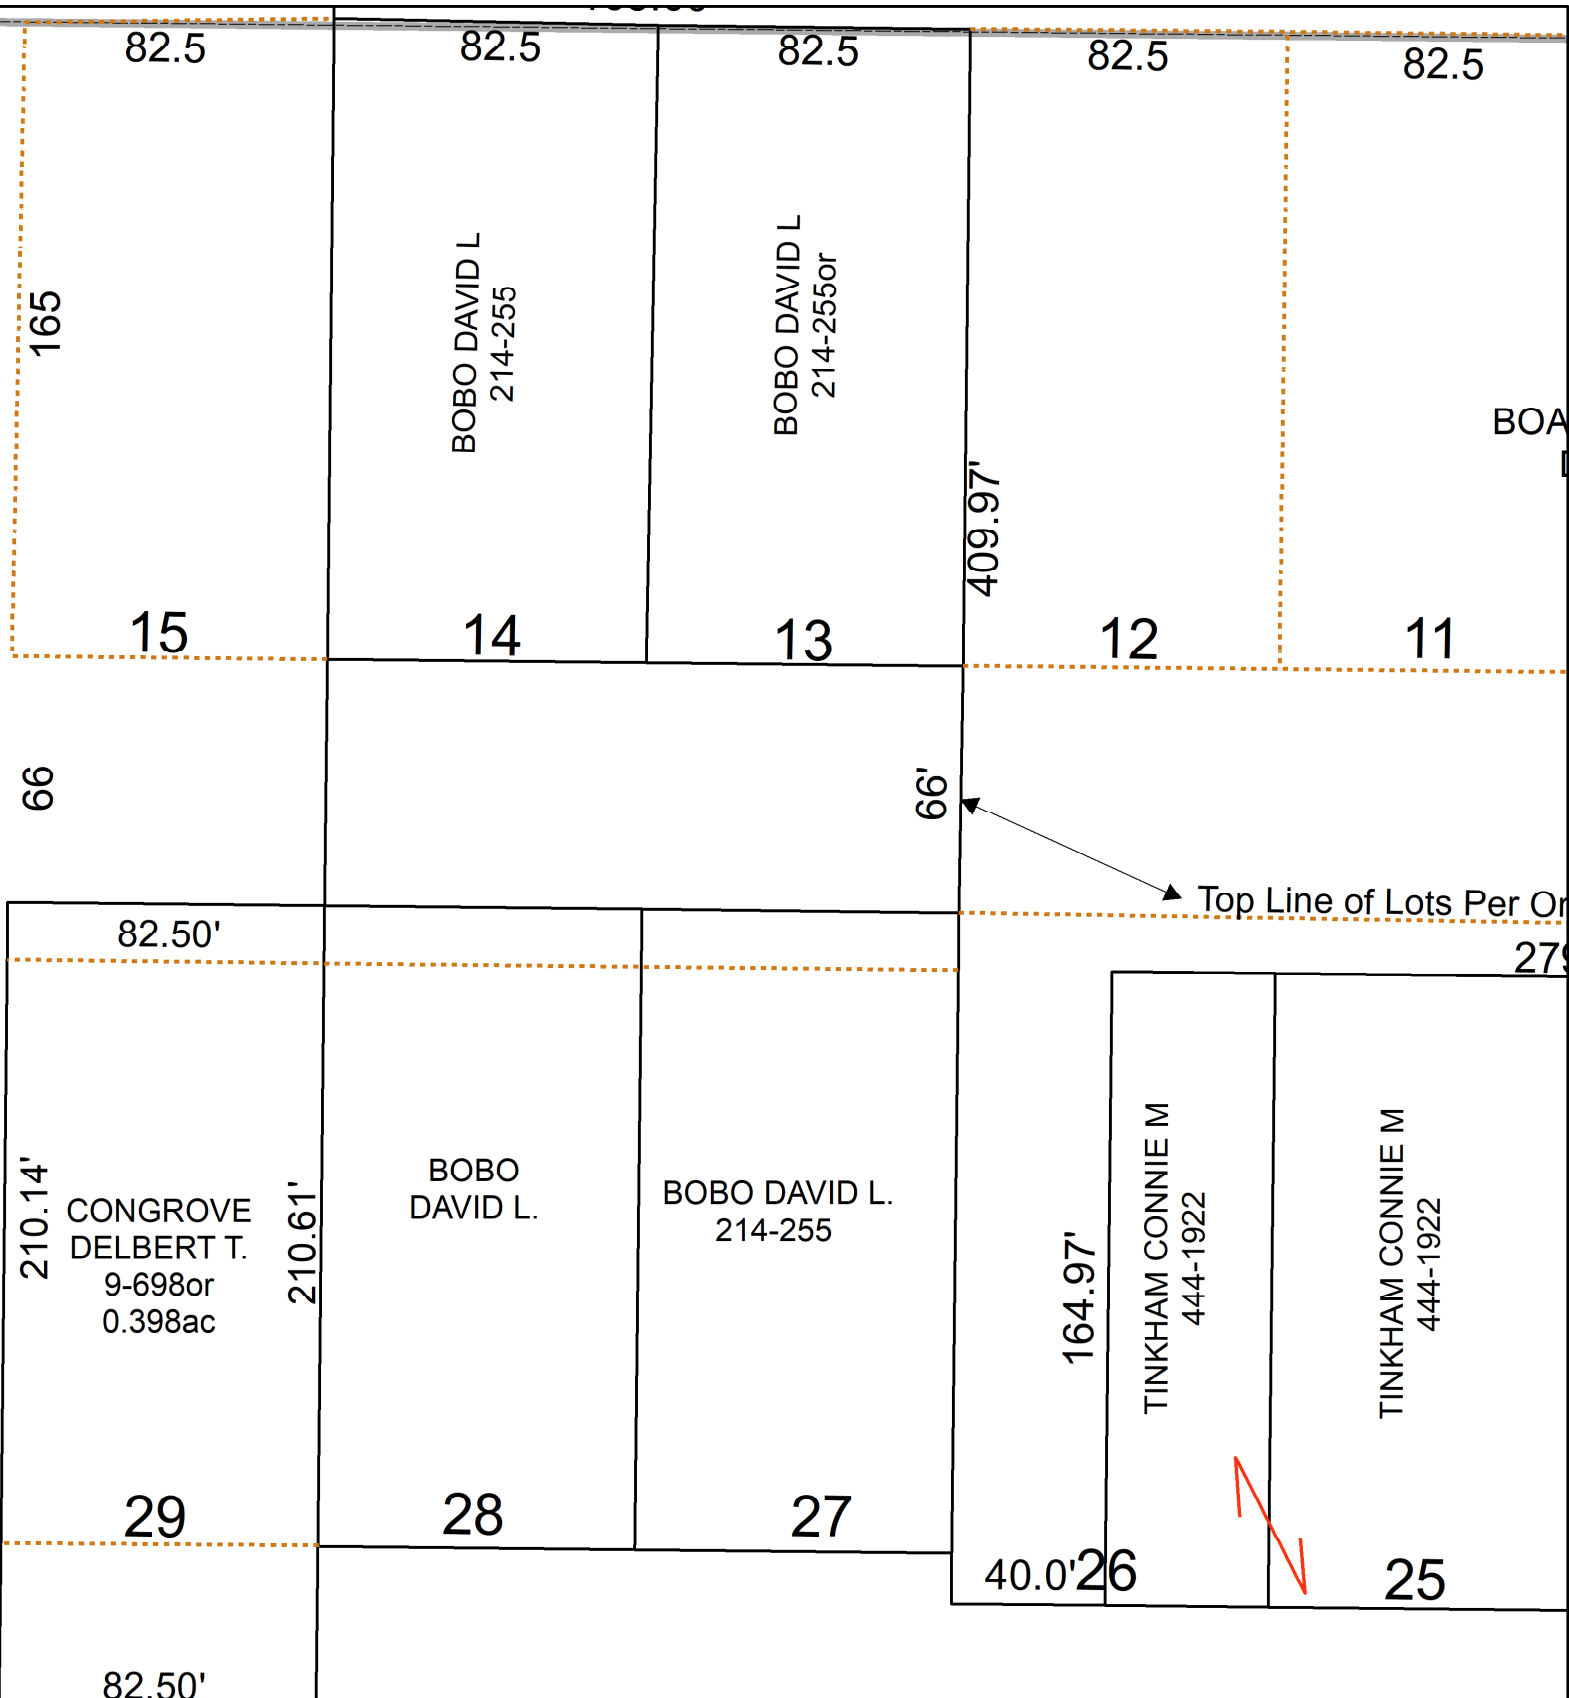 82.5
82.5
82.5
82.5
82.5
165
BOBO DAVID L
214-255
BOBO DAVID L
214-255or
409.97'
15
14
13
12
11
66
66'
Top Line of Lots Per
82.50'
210.14'
CONGROVE
DELBERT T.
9-698or
0.398ac
210.61'
BOBO
DAVID L.
BOBO DAVID L.
214-255
164.97'
TINKHAM CONNIE M
444-1922
TINKHAM CONNIE M
444-1922
29
28
27
40.0'
26
25
82.50'